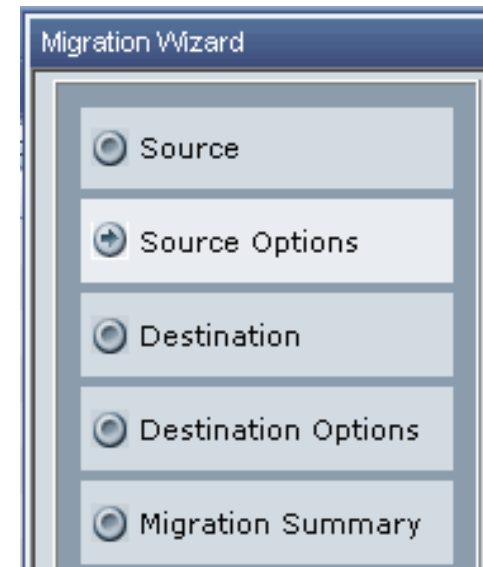 Migration Wizard
Source
Source Options
Destination
Destination Options
Migration Summary